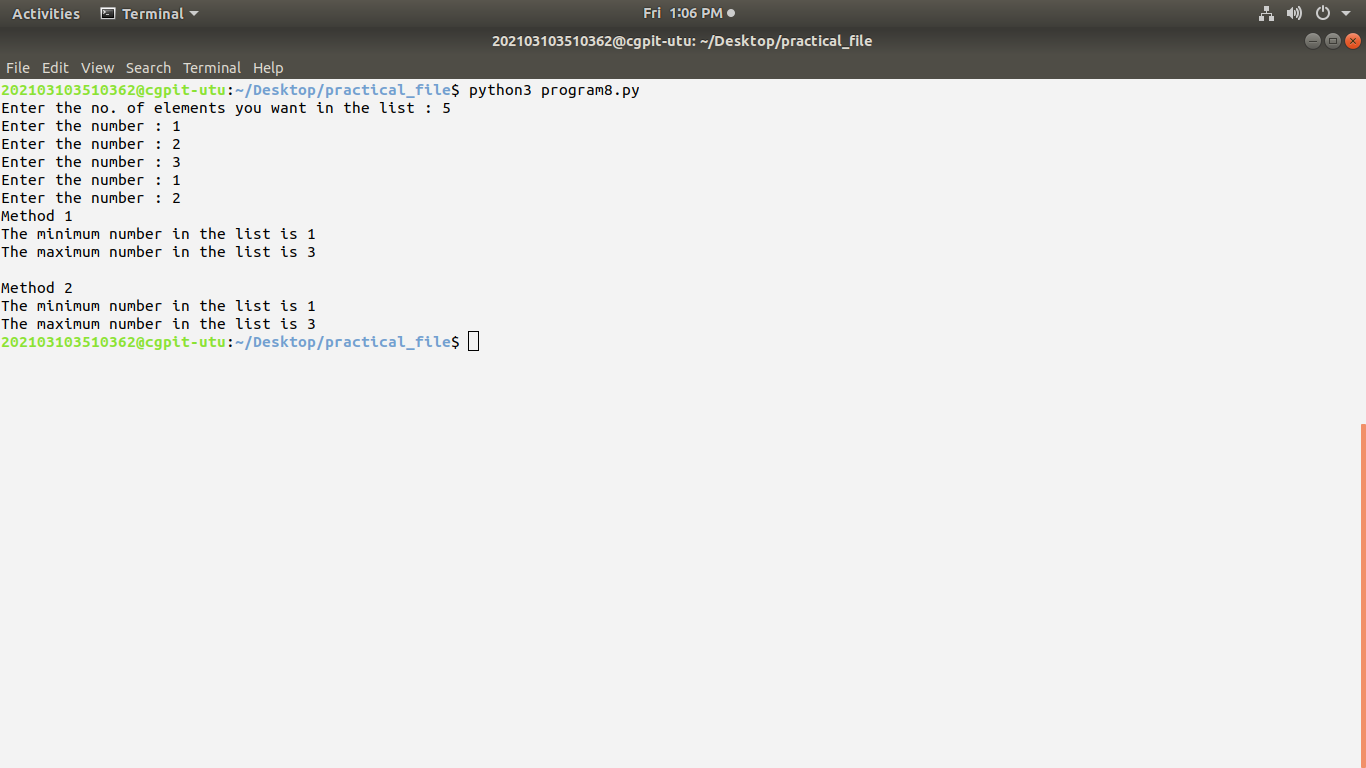 Activities Terminal Fri 1:06 PM
202103103510362@cgpit-utu: ~/Desktop/practical_file
File Edit View Search Terminal Help
202103103510362@cgpit-utu:~/Desktop/practical_file$ python3 program8.py
Enter the no. of elements you want in the list : 5
Enter the number : 1
Enter the number : 2
Enter the number : 3
Enter the number : 1
Enter the number : 2
Method 1
The minimum number in the list is 1
The maximum number in the list is 3
Method 2
The minimum number in the list is 1
The maximum number in the list is 3
202103103510362@cgpit-utu:~/Desktop/practical_file$